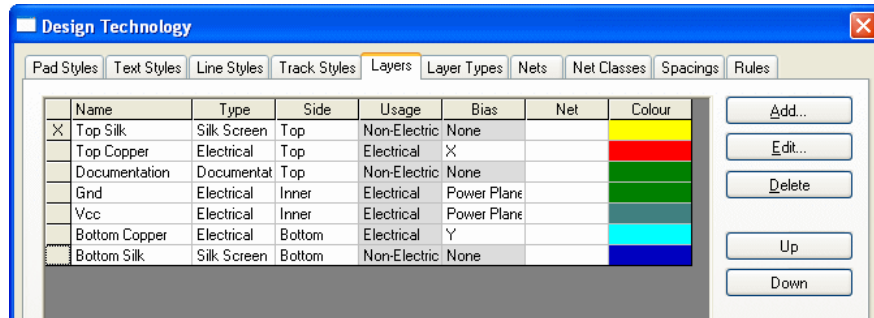 Design Technology
Pad Styles Text Styles Line Styles Track Styles Layers Layer Types Nets Net Classes Spacings Rules
Name Type Side Usage Bias Net Colour
X Top Silk Silk Screen Top Non-Electric None
Top Copper Electrical Top Electrical X
Documentation Documentat Top Non-Electric None
Gnd Electrical Inner Electrical Power Plane
Vcc Electrical Inner Electrical Power Plane
Bottom Copper Electrical Bottom Electrical Y
Bottom Silk Silk Screen Bottom Non-Electric None
Add...
Edit...
Delete
Up
Down